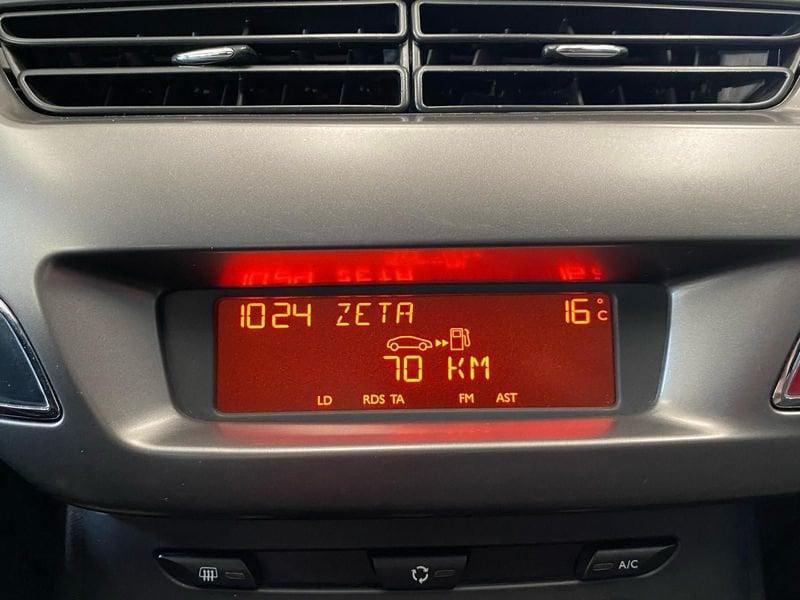 1024 ZETA 16°C
70 KM
LD RDS TA FM AST
A/C